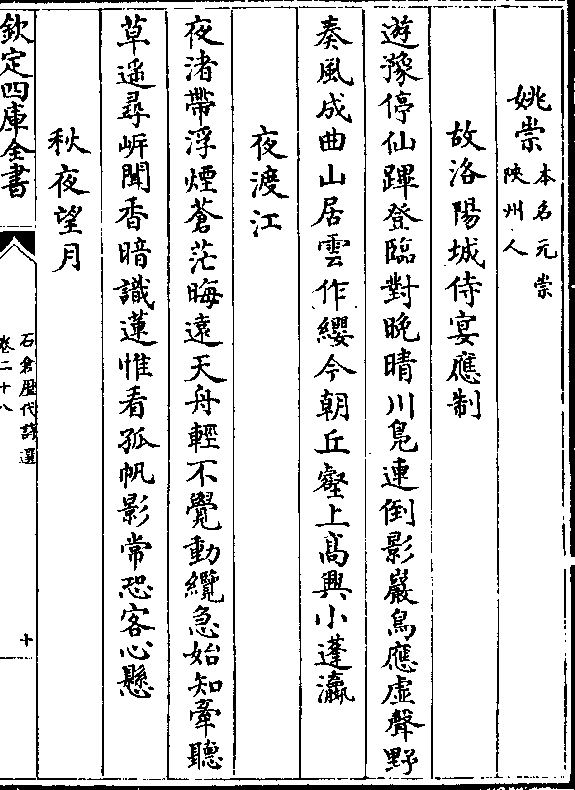 姚崇本名元崇陝州人
故洛陽城侍宴應制
遊豫停仙蹕登臨對晚晴川鳬連倒影巖鳥應虛聲野
奏風成曲山居雲作纓今朝丘壑上髙興小蓬瀛
夜渡江
夜渚帶浮煙蒼茫晦遠天舟輕不覺動纜急始知牽聽
草遥尋㟁聞香暗識蓮惟看孤帆影常恐客心懸
秋夜望月
欽定四庫全書
石倉歴代詩選
卷二十八
十